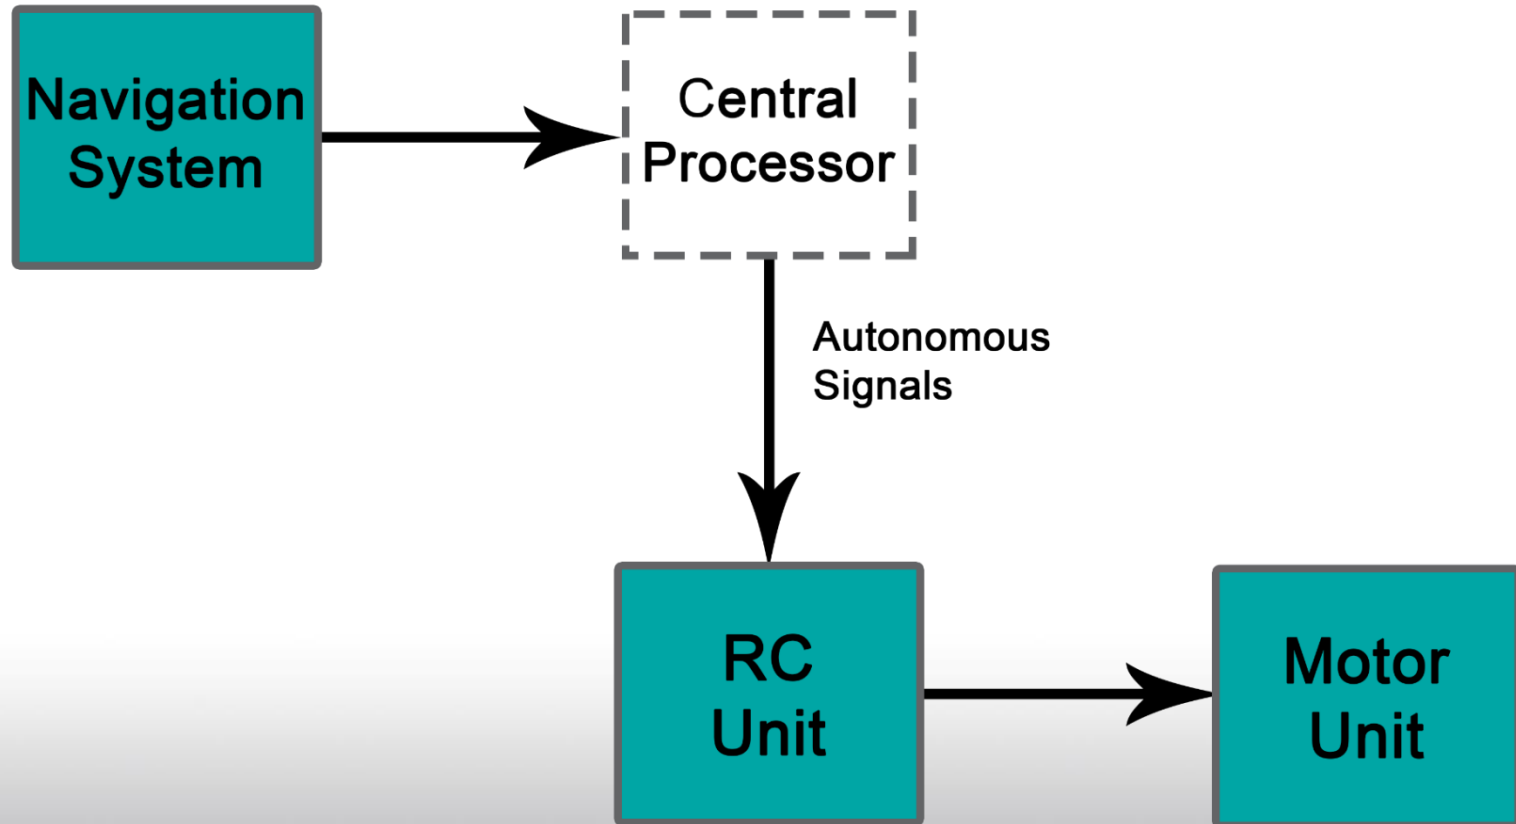 Navigation
System
Central
Processor
Autonomous
Signals
RC
Unit
Motor
Unit